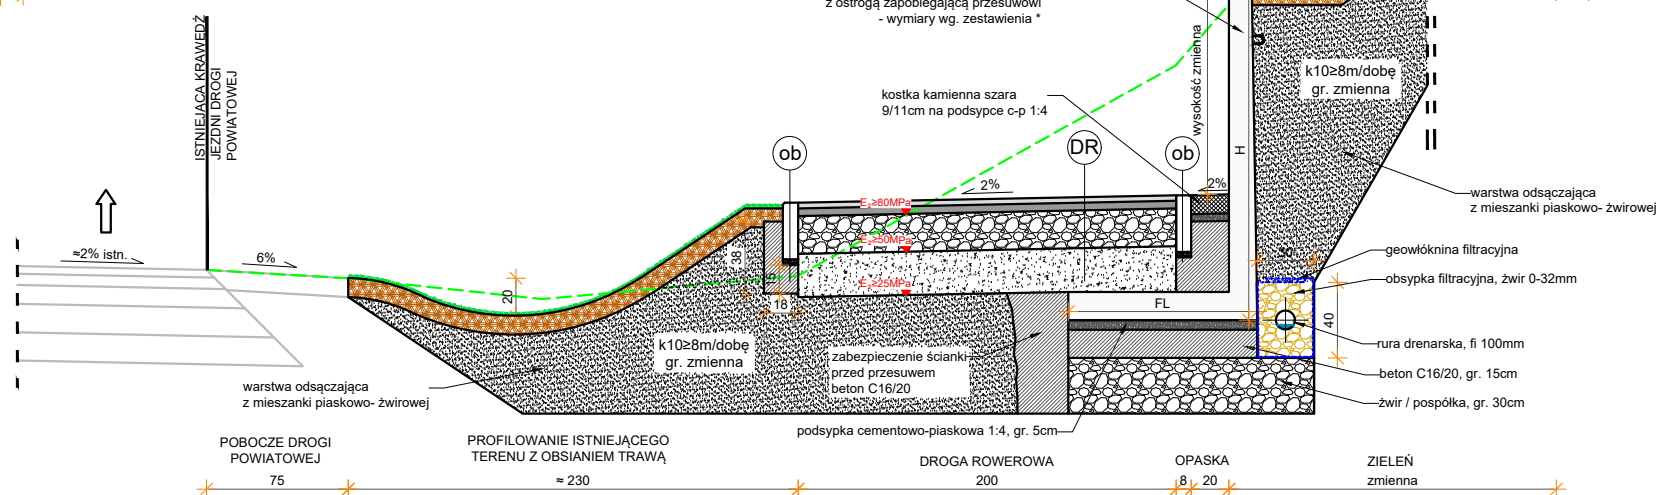 z ostrogą zapobiegającą przesuwowi
- wymiary wg. zestawienia *
ISTNIEJĄCA KRAWĘDŹ
JEZDNI DROGI
POWIATOWEJ
wysokość zmienna
k10≥8m/dobę
gr. zmienna
kostka kamienna szara
9/11cm na podsypce c-p 1:4
ob
DR
ob
H
2%
2%
warstwa odsączająca
z mieszanki piaskowo- żwirowej
E₂≥80MPa
E₂≥50MPa
E₂≥25MPa
≈2% istn.
6%
20
38
18
geowłóknina filtracyjna
obsypka filtracyjna, żwir 0-32mm
FL
40
rura drenarska, fi 100mm
k10≥8m/dobę
gr. zmienna
zabezpieczenie ścianki
przed przesuwem
beton C16/20
beton C16/20, gr. 15cm
warstwa odsączająca
z mieszanki piaskowo- żwirowej
żwir / pospółka, gr. 30cm
podsypka cementowo-piaskowa 1:4, gr. 5cm
POBOCZE DROGI
POWIATOWEJ
PROFILOWANIE ISTNIEJĄCEGO
TERENU Z OBSIANIEM TRAWĄ
DROGA ROWEROWA
OPASKA
ZIELEŃ
75
≈ 230
200
8
20
zmienna